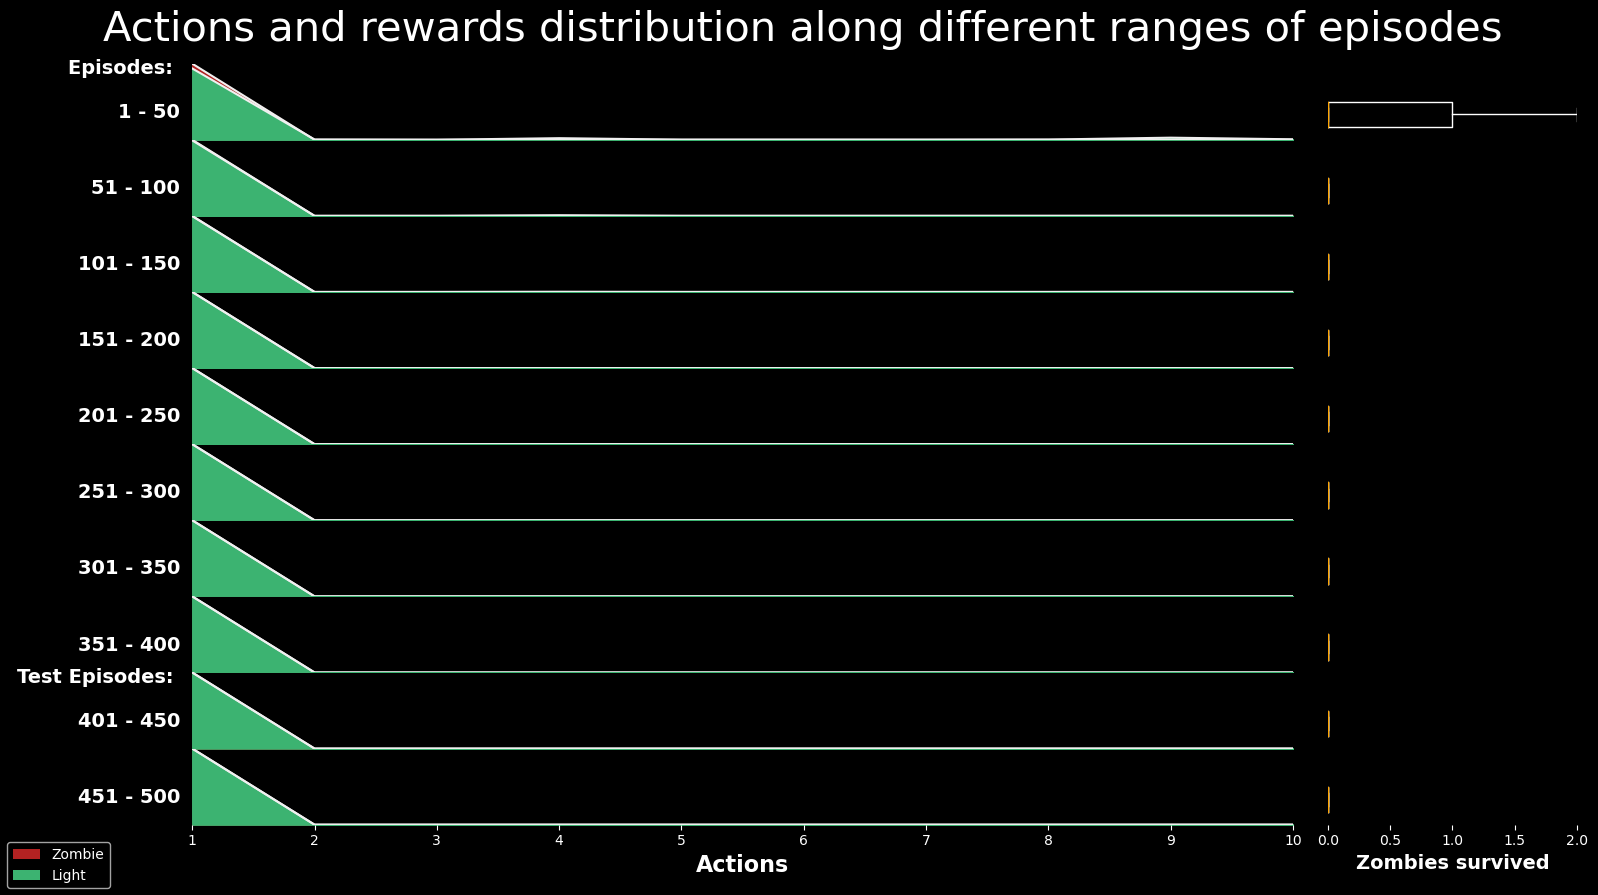 Actions and rewards distribution along different ranges of episodes
Episodes:
1 - 50
51 - 100
101 - 150
151 - 200
201 - 250
251 - 300
301 - 350
351 - 400
Test Episodes:
401 - 450
451 - 500
1 2 3 4 5 6 7 8 9 10
Actions
0.0 0.5 1.0 1.5 2.0
Zombies survived
Zombie
Light